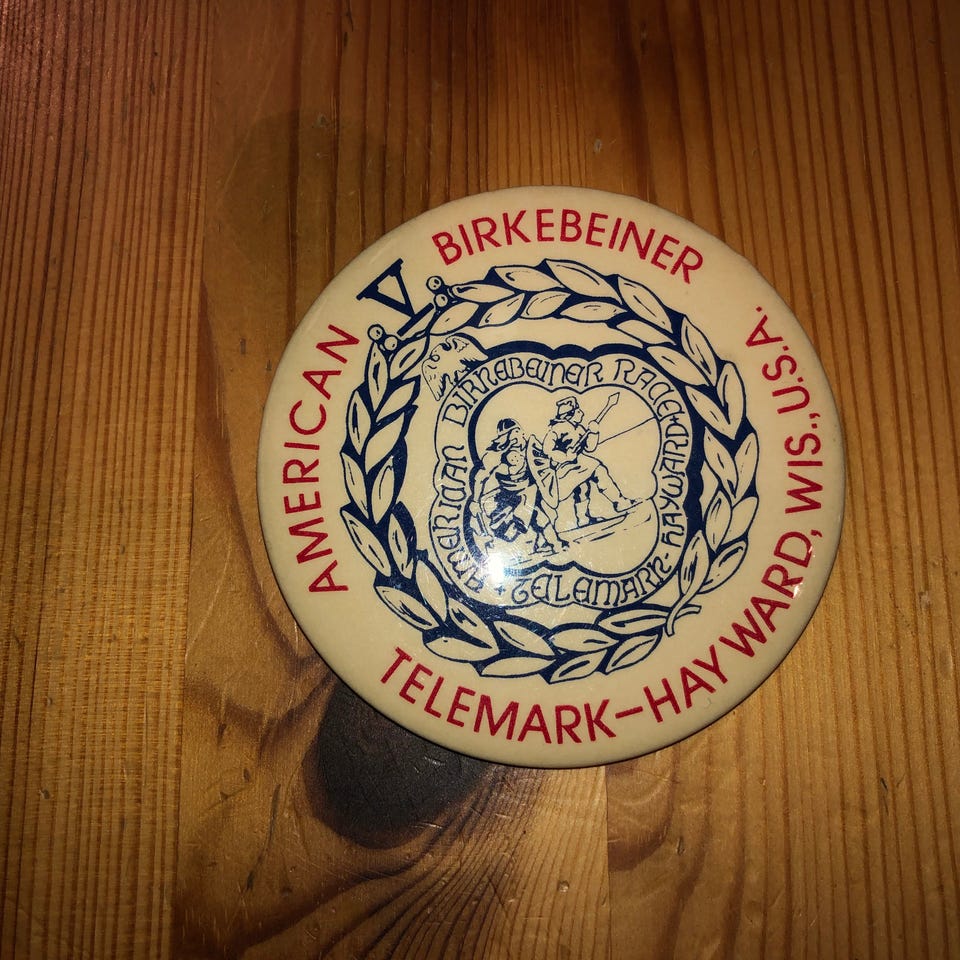 AMERICAN V BIRKEBEINER
TELEMARK–HAYWARD, WIS., U.S.A.
AMERICAN BIRKEBEINER RACE
TELEMARK · HAYWARD